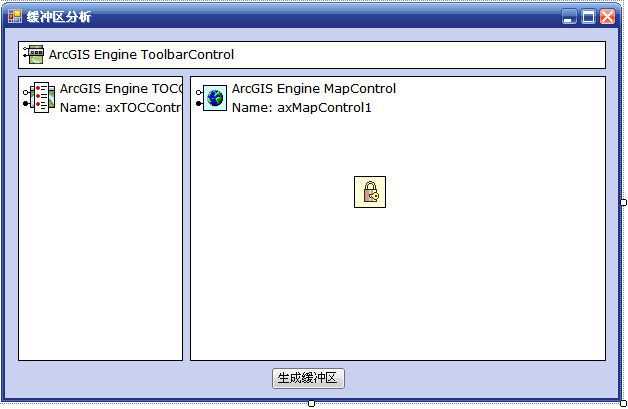 缓冲区分析
ArcGIS Engine ToolbarControl
ArcGIS Engine TOCC
Name: axTOCContr
ArcGIS Engine MapControl
Name: axMapControl1
生成缓冲区